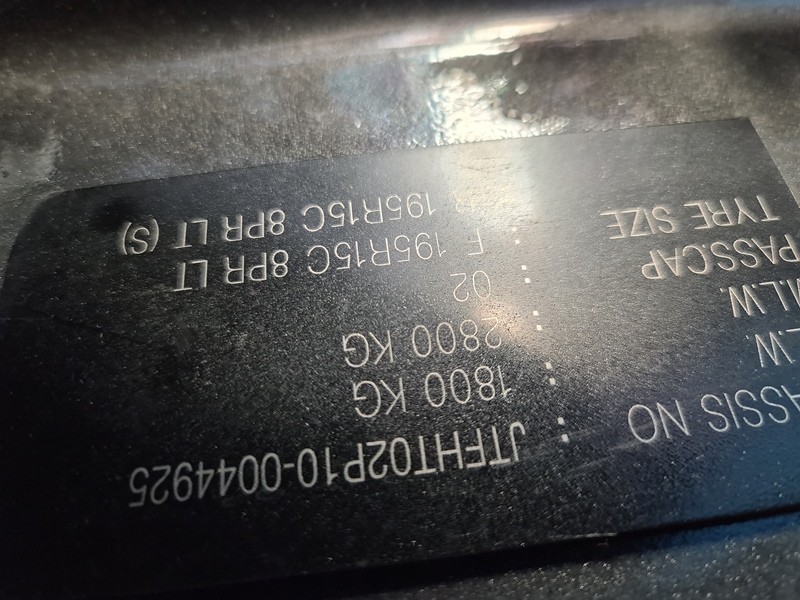 ASSIS NO : JTFHT02P10-0044925
L.W. : 1800 KG
M.L.W. : 2800 KG
PASS.CAP : 02
TYRE SIZE : F 195R15C 8PR LT
R 195R15C 8PR LT (S)